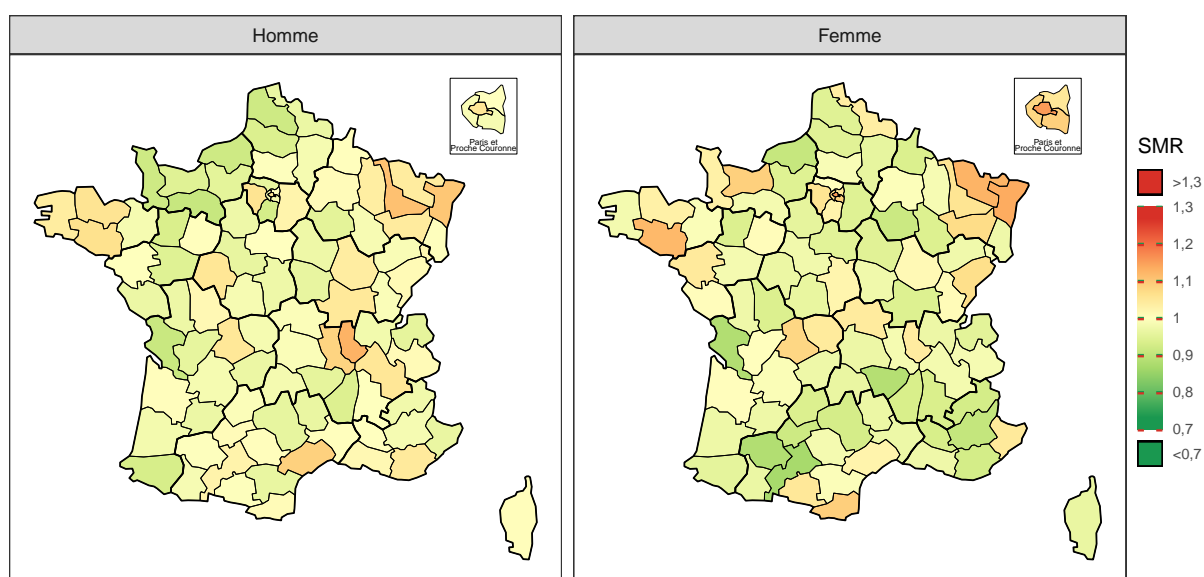 Homme
Femme
Paris et
Proche Couronne
Paris et
Proche Couronne
SMR
>1,3
1,3
1,2
1,1
1
0,9
0,8
0,7
<0,7